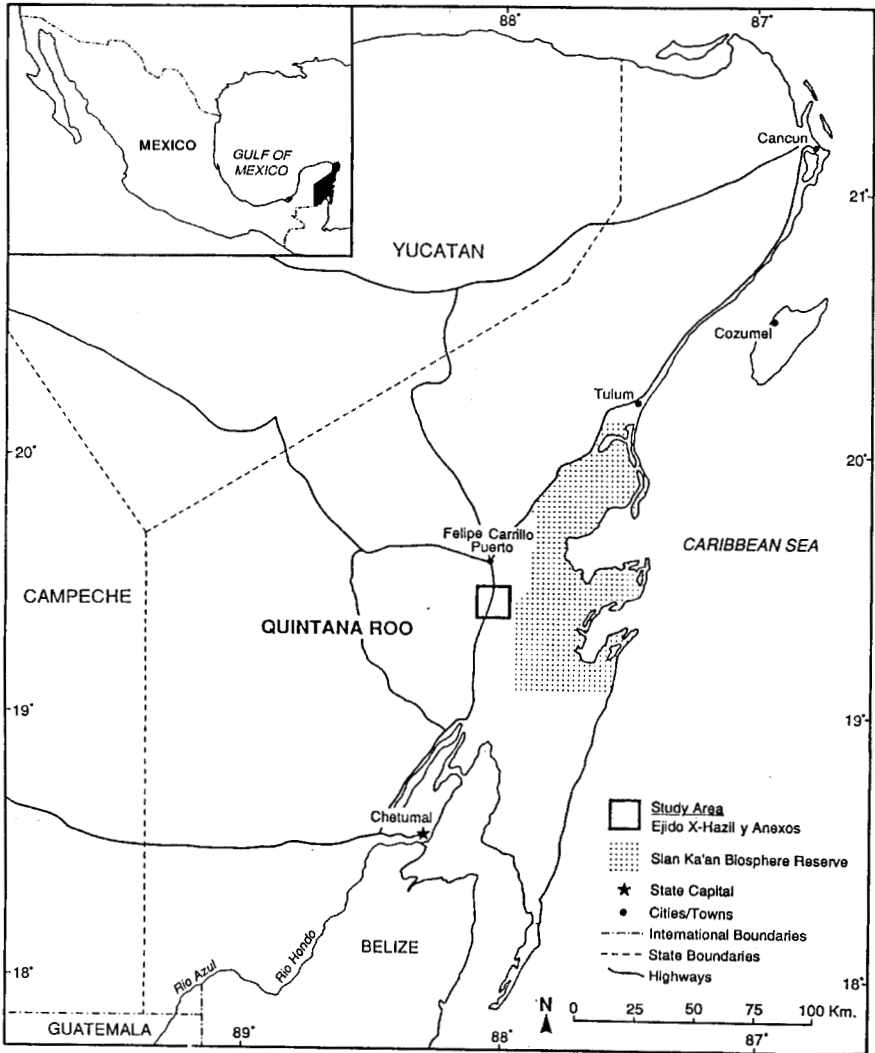 88°
87°
MEXICO
GULF OF
MEXICO
Cancun
21°
YUCATAN
Cozumel
Tulum
20°
20°
Felipe Carrillo
Puerto
CARIBBEAN SEA
CAMPECHE
QUINTANA ROO
19°
19°
Chetumal
Study Area
Ejido X-Hazil y Anexos
Sian Ka'an Biosphere Reserve
State Capital
Cities/Towns
International Boundaries
State Boundaries
Highways
Rio Hondo
BELIZE
Rio Azul
18°
18°
N
0 25 50 75 100 Km.
GUATEMALA
89°
88°
87°